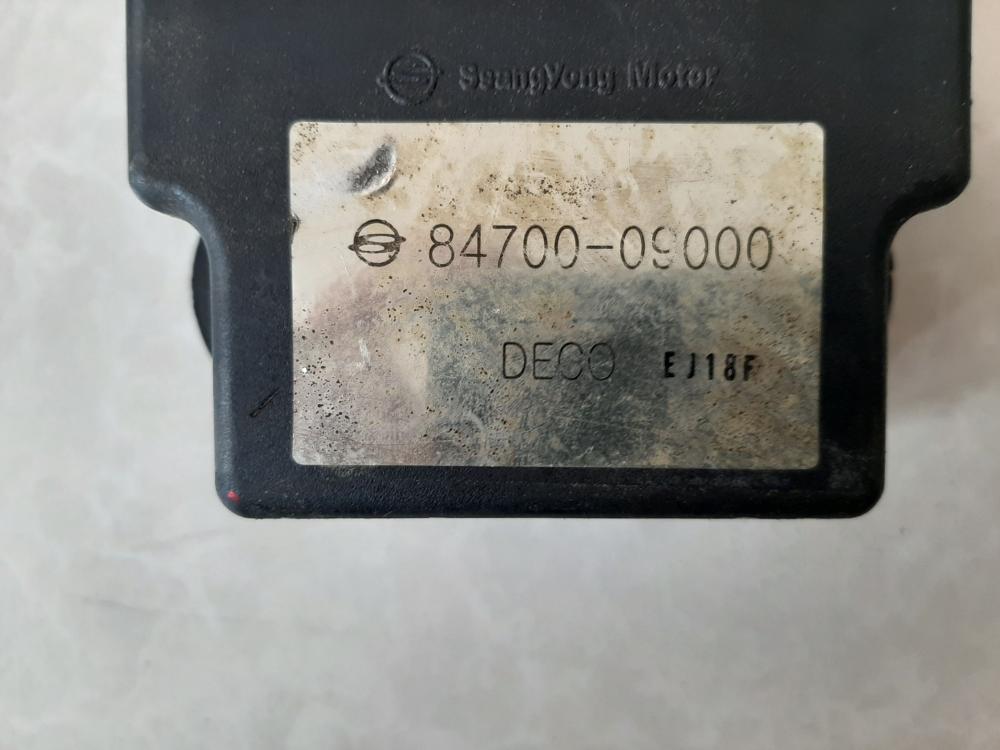 SsangYong Motor
84700-09000
DECO EJ18F